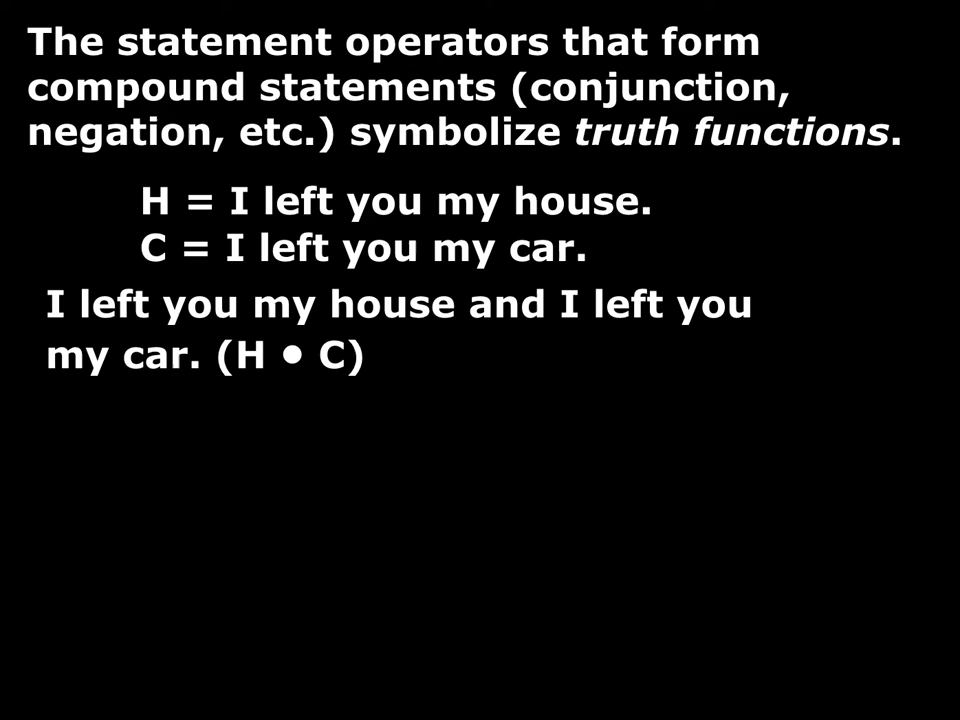 The statement operators that form
compound statements (conjunction,
negation, etc.) symbolize truth functions.
H = I left you my house.
C = I left you my car.
I left you my house and I left you
my car. (H • C)